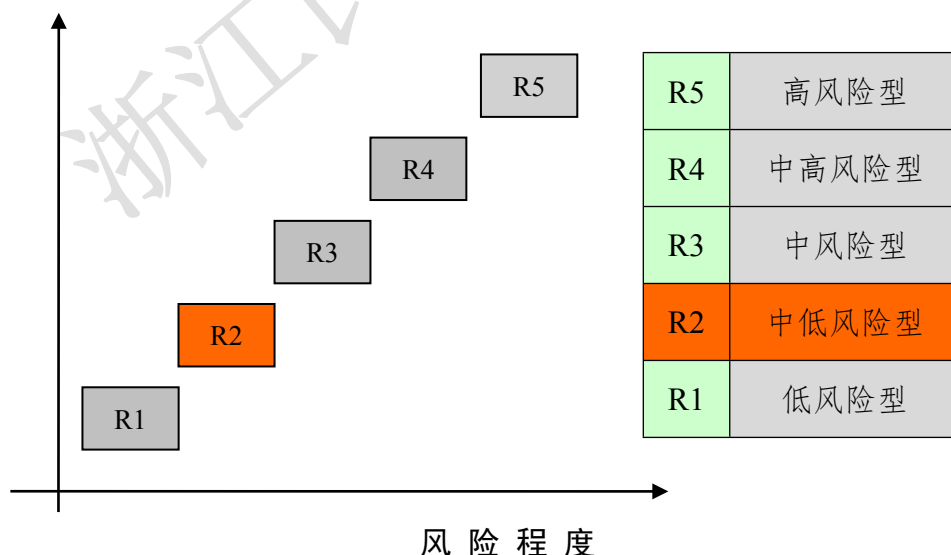 浙江
R5
R4
R3
R2
R1
R5 高风险型
R4 中高风险型
R3 中风险型
R2 中低风险型
R1 低风险型
风险程度